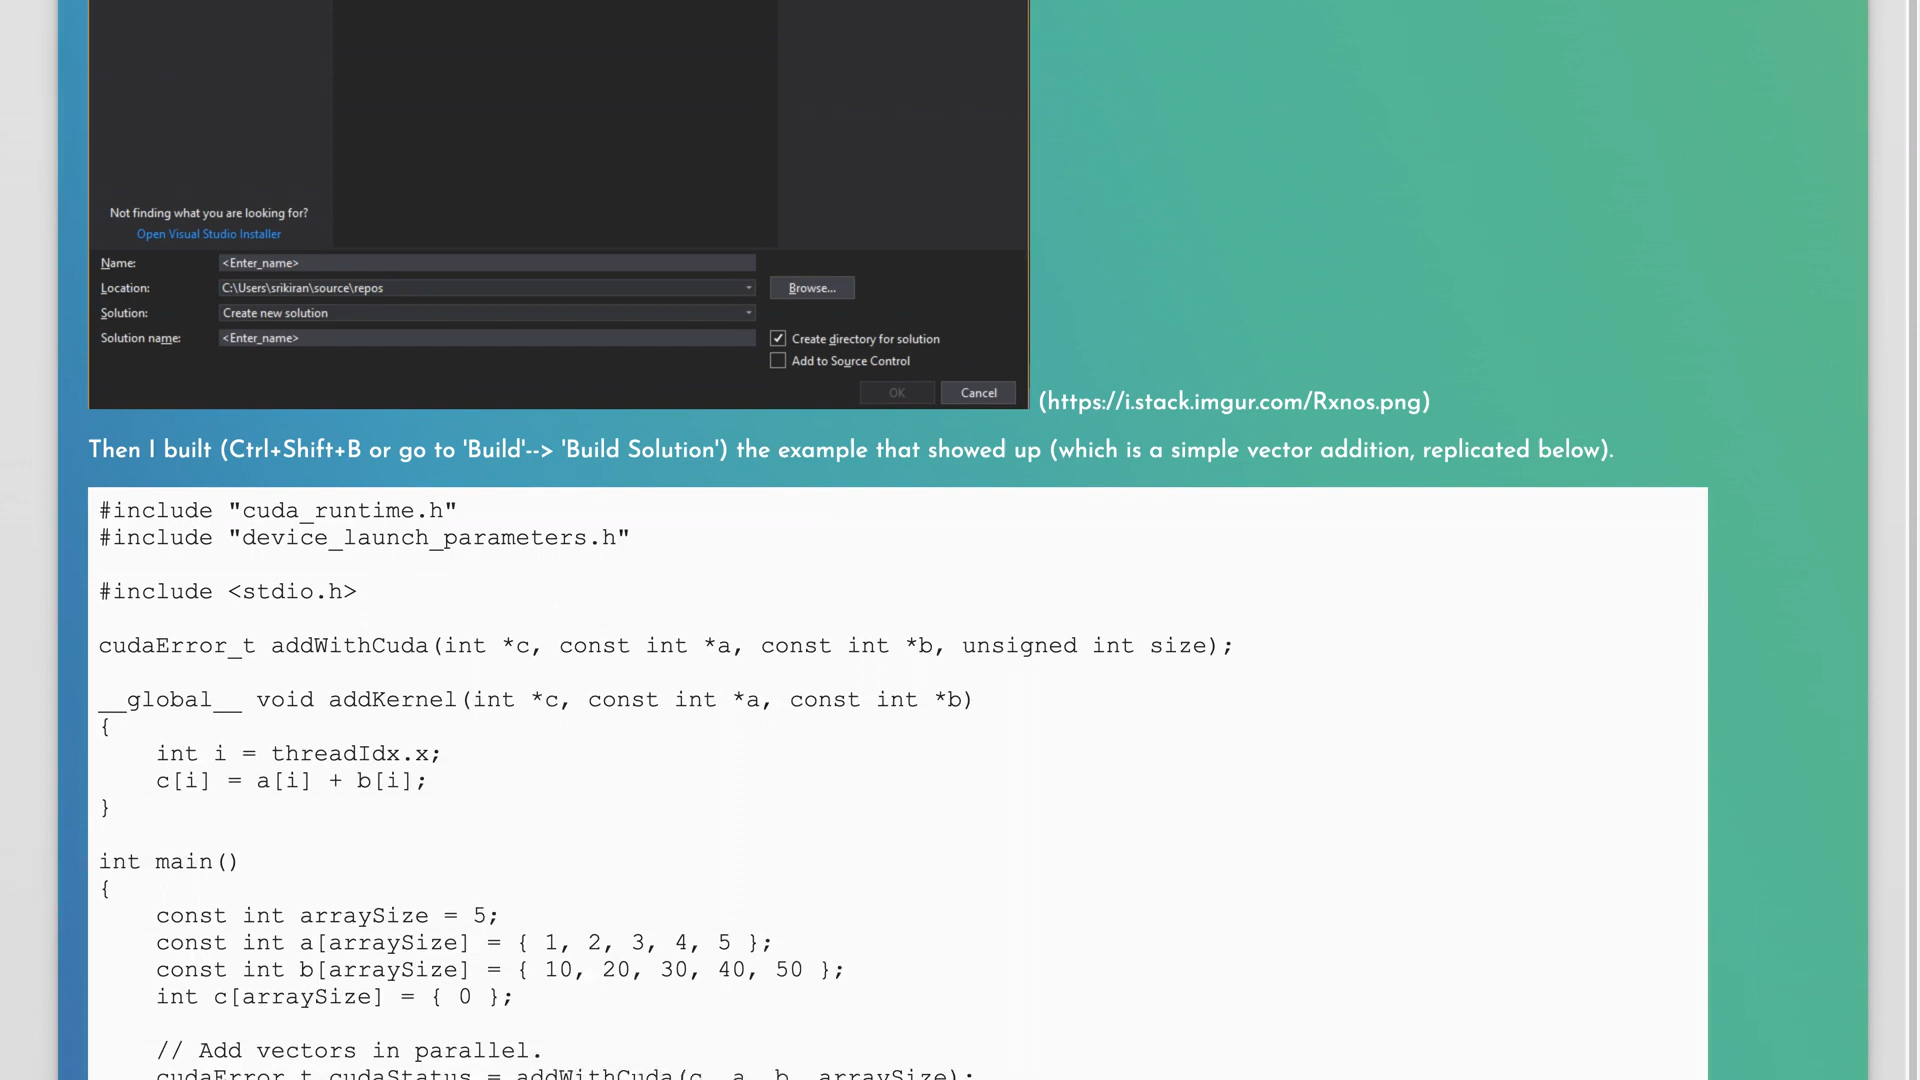 Not finding what you are looking for?
Open Visual Studio Installer
Name: <Enter_name>
Location: C:\Users\srikiran\source\repos Browse...
Solution: Create new solution
Solution name: <Enter_name> Create directory for solution
Add to Source Control
OK Cancel
(https://i.stack.imgur.com/Rxnos.png)
Then I built (Ctrl+Shift+B or go to 'Build'--> 'Build Solution') the example that showed up (which is a simple vector addition, replicated below).
#include "cuda_runtime.h"
#include "device_launch_parameters.h"
#include <stdio.h>
cudaError_t addWithCuda(int *c, const int *a, const int *b, unsigned int size);
__global__ void addKernel(int *c, const int *a, const int *b)
{
    int i = threadIdx.x;
    c[i] = a[i] + b[i];
}
int main()
{
    const int arraySize = 5;
    const int a[arraySize] = { 1, 2, 3, 4, 5 };
    const int b[arraySize] = { 10, 20, 30, 40, 50 };
    int c[arraySize] = { 0 };
    // Add vectors in parallel.
    cudaError_t cudaStatus = addWithCuda(c, a, b, arraySize);